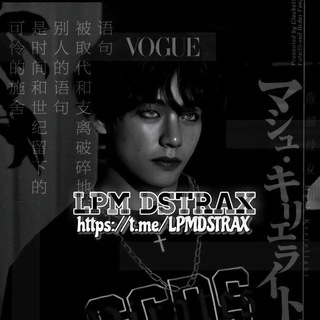 语句
被取代和支离破碎地
别人的语句
是时间和世纪留下的
可怜的施舍
VOGUE
Presented by
マシュ・キリエライト
LPM DSTRAX
https://t.me/LPMDSTRAX